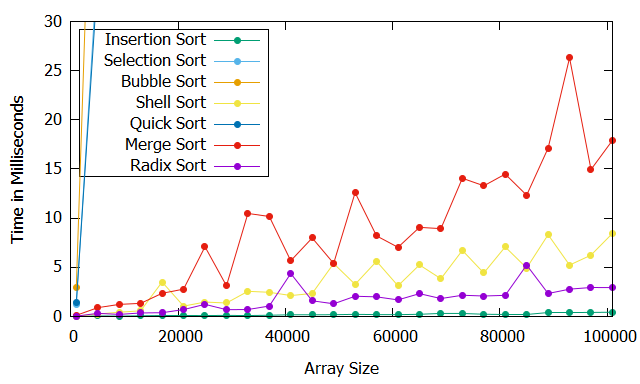 30
25
20
15
10
5
0
Time in Milliseconds
Insertion Sort
Selection Sort
Bubble Sort
Shell Sort
Quick Sort
Merge Sort
Radix Sort
0 20000 40000 60000 80000 100000
Array Size